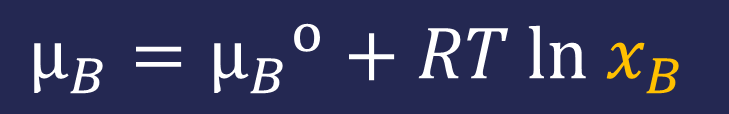 μ_B = μ_B° + RT ln x_B